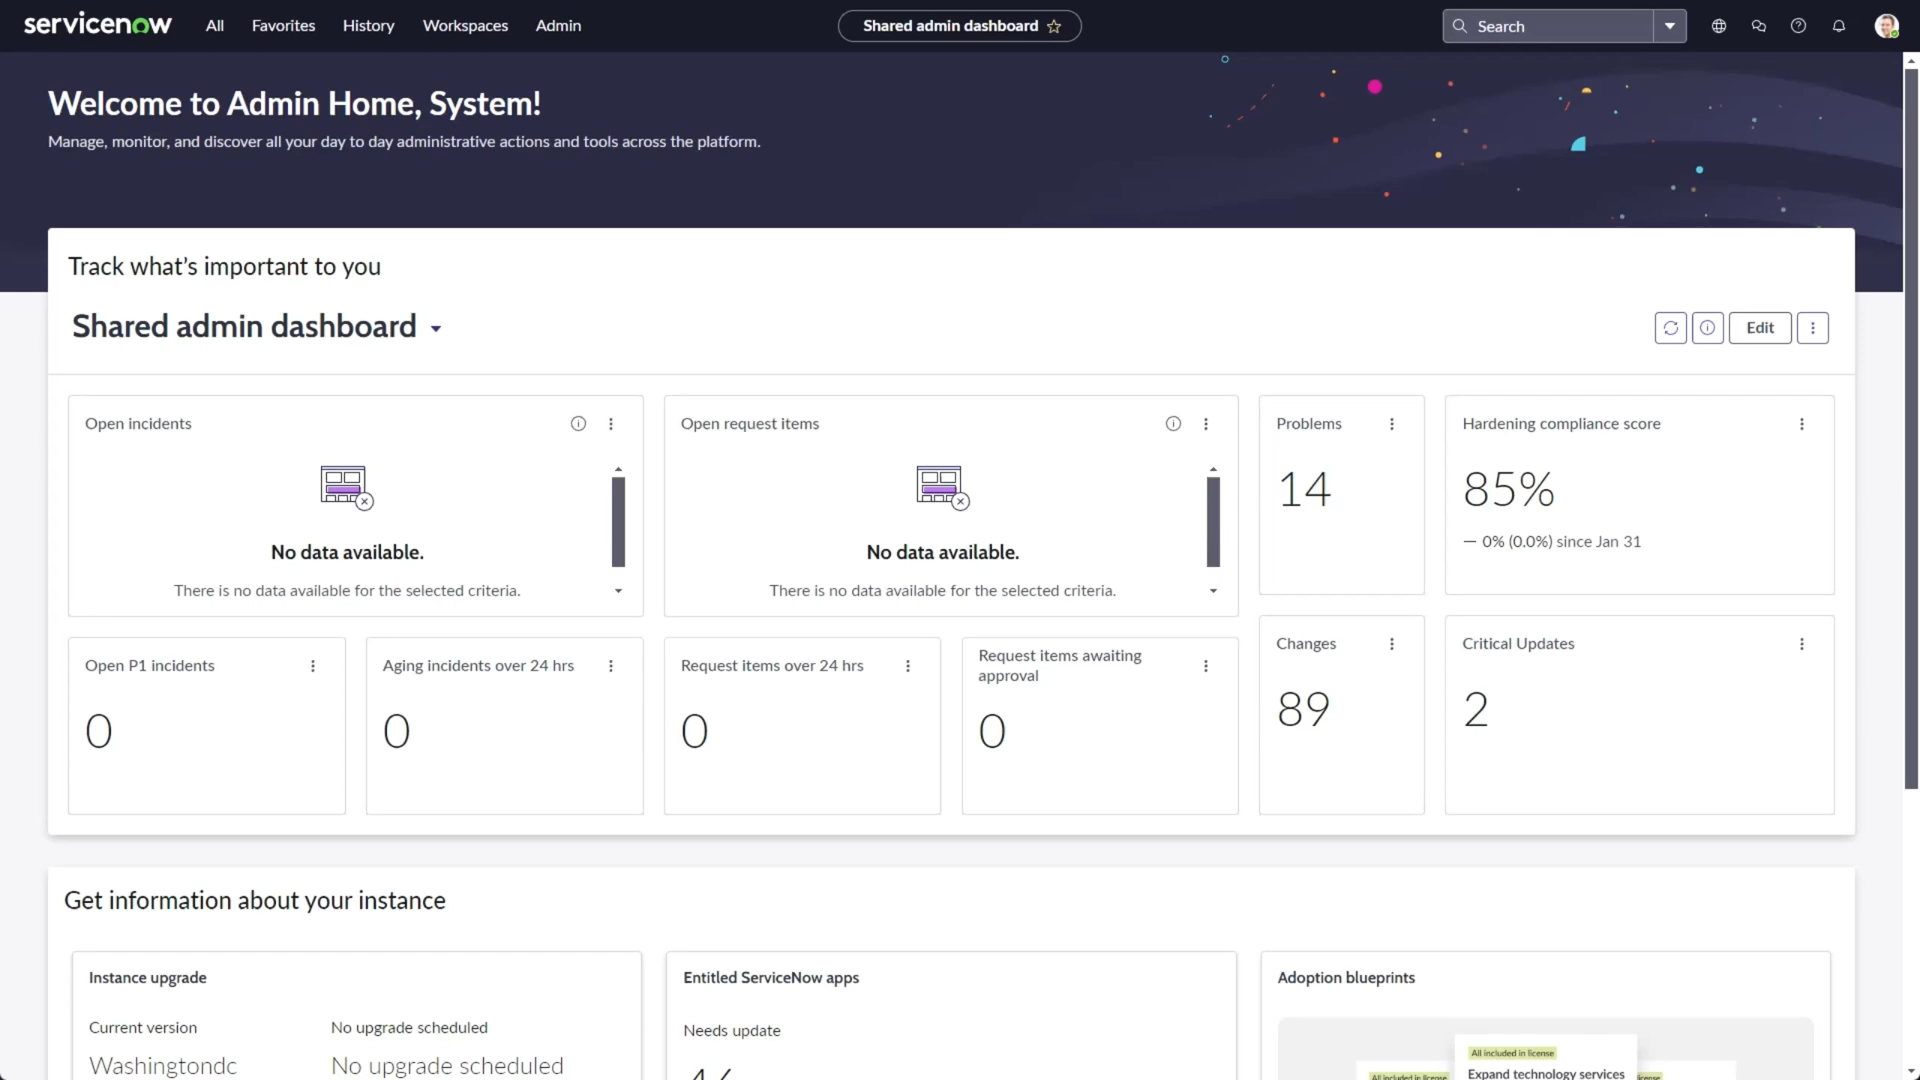 servicenow
All
Favorites
History
Workspaces
Admin
Shared admin dashboard
Search
Welcome to Admin Home, System!
Manage, monitor, and discover all your day to day administrative actions and tools across the platform.
Track what's important to you
Shared admin dashboard
Edit
Open incidents
No data available.
There is no data available for the selected criteria.
Open request items
No data available.
There is no data available for the selected criteria.
Problems
14
Hardening compliance score
85%
— 0% (0.0%) since Jan 31
Open P1 incidents
0
Aging incidents over 24 hrs
0
Request items over 24 hrs
0
Request items awaiting
approval
0
Changes
89
Critical Updates
2
Get information about your instance
Instance upgrade
Current version
Washingtondc
No upgrade scheduled
No upgrade scheduled
Entitled ServiceNow apps
Needs update
Adoption blueprints
All included in license
Expand technology services
All included in license
license